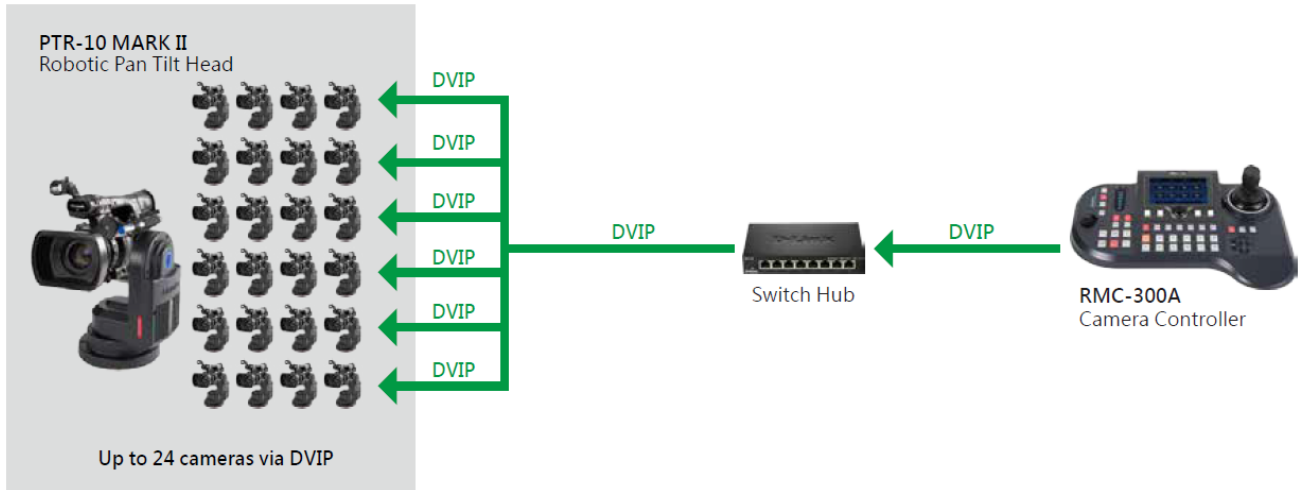 PTR-10 MARK II
Robotic Pan Tilt Head
DVIP
DVIP
DVIP
DVIP
DVIP
DVIP
DVIP
DVIP
D-Link
Switch Hub
RMC-300A
Camera Controller
Up to 24 cameras via DVIP